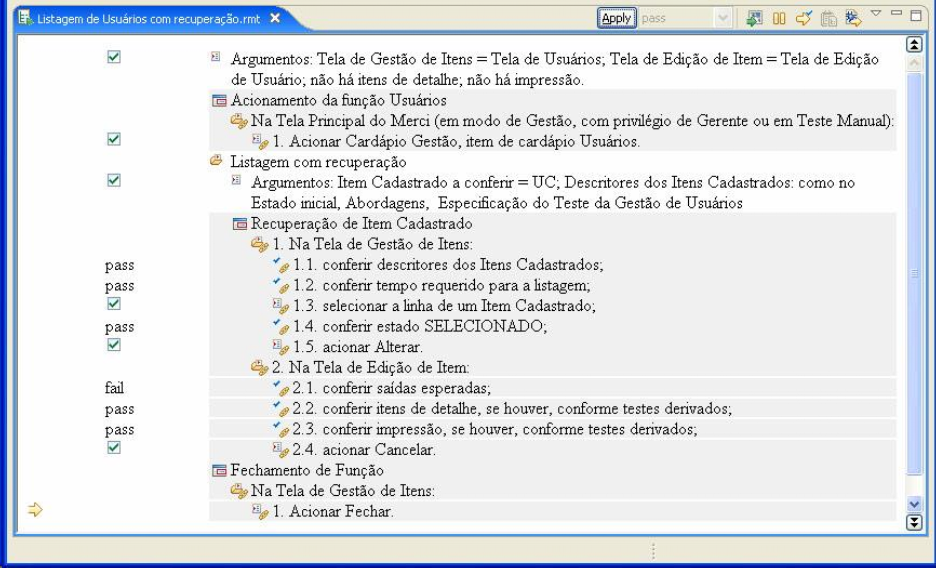 Listagem de Usuários com recuperação.rmt
Apply pass
Argumentos: Tela de Gestão de Itens = Tela de Usuários; Tela de Edição de Item = Tela de Edição
de Usuário; não há itens de detalhe; não há impressão.
Acionamento da função Usuários
Na Tela Principal do Merci (em modo de Gestão, com privilégio de Gerente ou em Teste Manual):
1. Acionar Cardápio Gestão, item de cardápio Usuários.
Listagem com recuperação
Argumentos: Item Cadastrado a conferir = UC; Descritores dos Itens Cadastrados: como no
Estado inicial, Abordagens, Especificação do Teste da Gestão de Usuários
Recuperação de Item Cadastrado
1. Na Tela de Gestão de Itens:
pass 1.1. conferir descritores dos Itens Cadastrados;
pass 1.2. conferir tempo requerido para a listagem;
1.3. selecionar a linha de um Item Cadastrado;
pass 1.4. conferir estado SELECIONADO;
1.5. acionar Alterar.
2. Na Tela de Edição de Item:
fail 2.1. conferir saídas esperadas;
pass 2.2. conferir itens de detalhe, se houver, conforme testes derivados;
pass 2.3. conferir impressão, se houver, conforme testes derivados;
2.4. acionar Cancelar.
Fechamento de Função
Na Tela de Gestão de Itens:
1. Acionar Fechar.